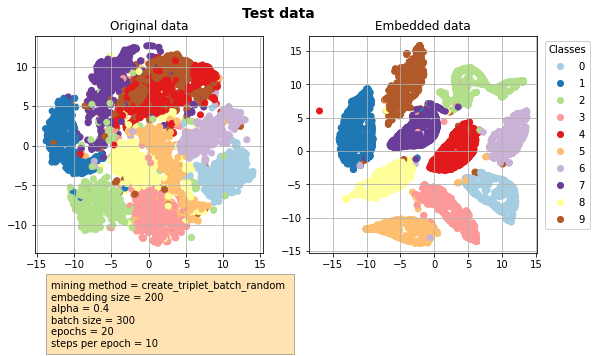 Test data
Original data
Embedded data
10
5
0
−5
−10
−15 −10 −5 0 5 10 15
15
10
5
0
−5
−10
−15
−15 −10 −5 0 5 10 15
Classes
0
1
2
3
4
5
6
7
8
9
mining method = create_triplet_batch_random
embedding size = 200
alpha = 0.4
batch size = 300
epochs = 20
steps per epoch = 10